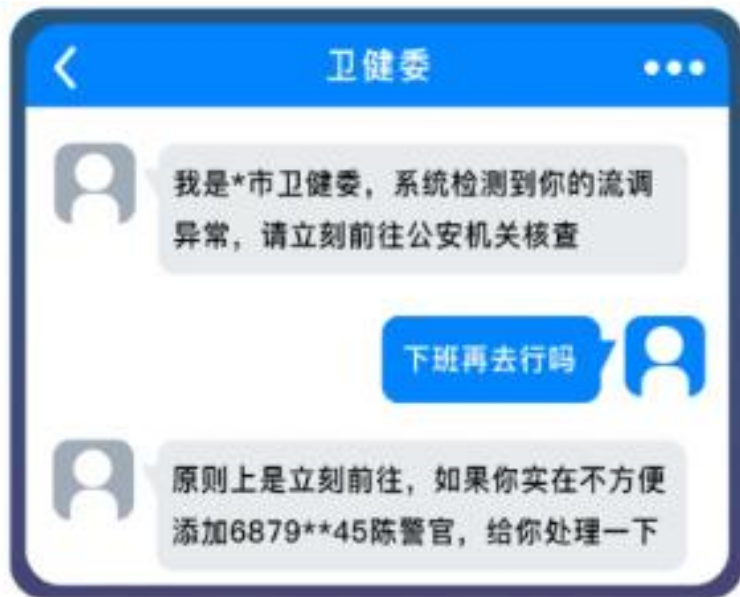 卫健委
我是*市卫健委，系统检测到你的流调
异常，请立刻前往公安机关核查
下班再去行吗
原则上是立刻前往，如果你实在不方便
添加6879**45陈警官，给你处理一下